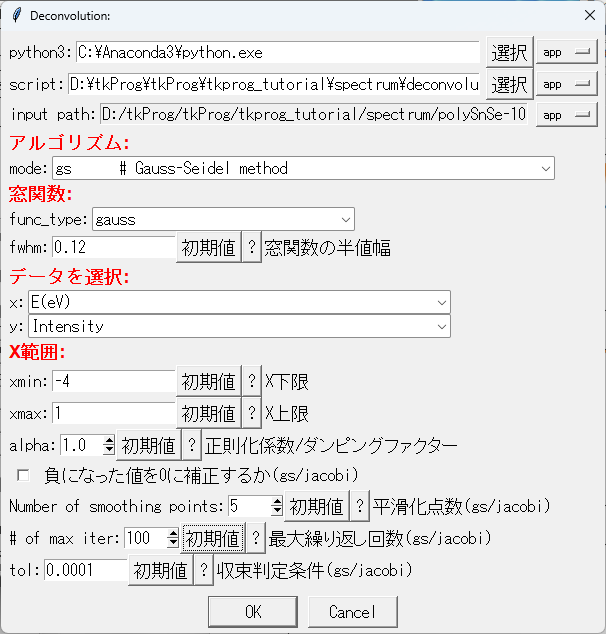 Deconvolution:
python3: C:¥Anaconda3¥python.exe 選択 app
script: D:¥tkProg¥tkProg¥tkprog_tutorial¥spectrum¥deconvolu 選択 app
input path: D:/tkProg/tkProg/tkprog_tutorial/spectrum/polySnSe-10 app
アルゴリズム:
mode: gs # Gauss-Seidel method
窓関数:
func_type: gauss
fwhm: 0.12 初期値 ? 窓関数の半値幅
データを選択:
x: E(eV)
y: Intensity
X範囲:
xmin: -4 初期値 ? X下限
xmax: 1 初期値 ? X上限
alpha: 1.0 初期値 ? 正則化係数/ダンピングファクター
負になった値を0に補正するか(gs/jacobi)
Number of smoothing points: 5 初期値 ? 平滑化点数(gs/jacobi)
# of max iter: 100 初期値 ? 最大繰り返し回数(gs/jacobi)
tol: 0.0001 初期値 ? 収束判定条件(gs/jacobi)
OK Cancel